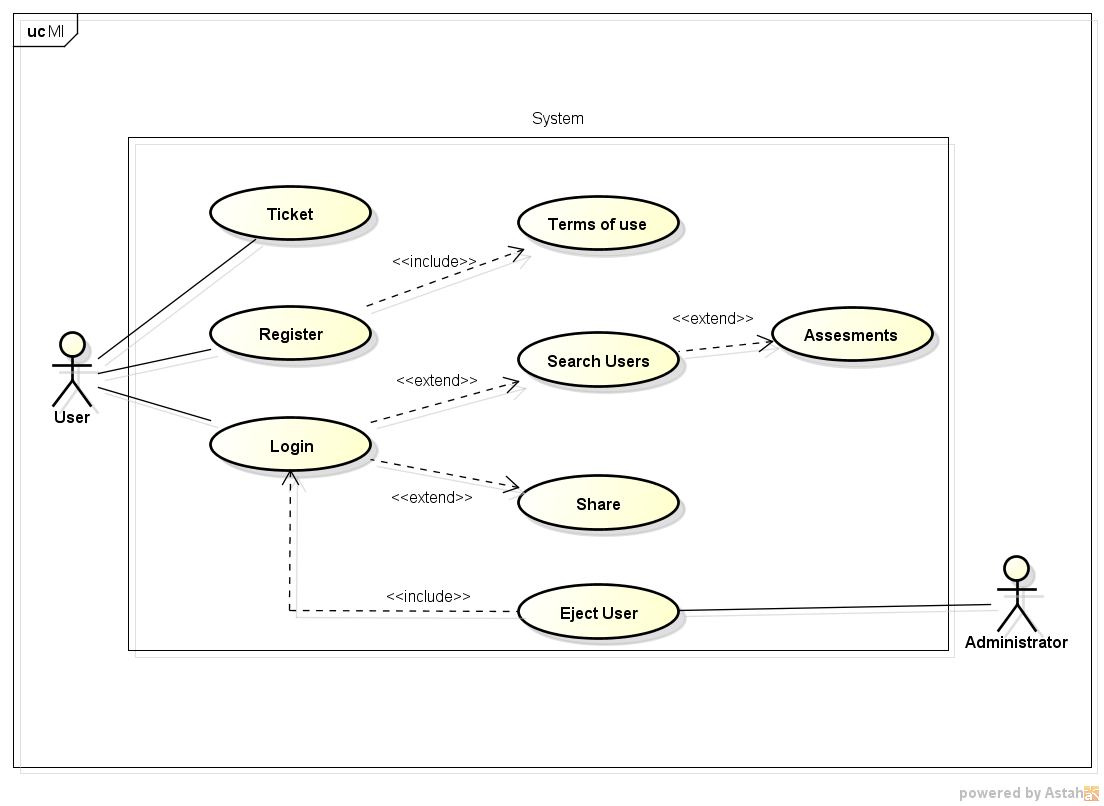 uc MI
System
Ticket
Terms of use
<<include>>
Register
<<extend>>
Assesments
Search Users
<<extend>>
User
Login
<<extend>>
Share
<<include>>
Eject User
Administrator
powered by Astah